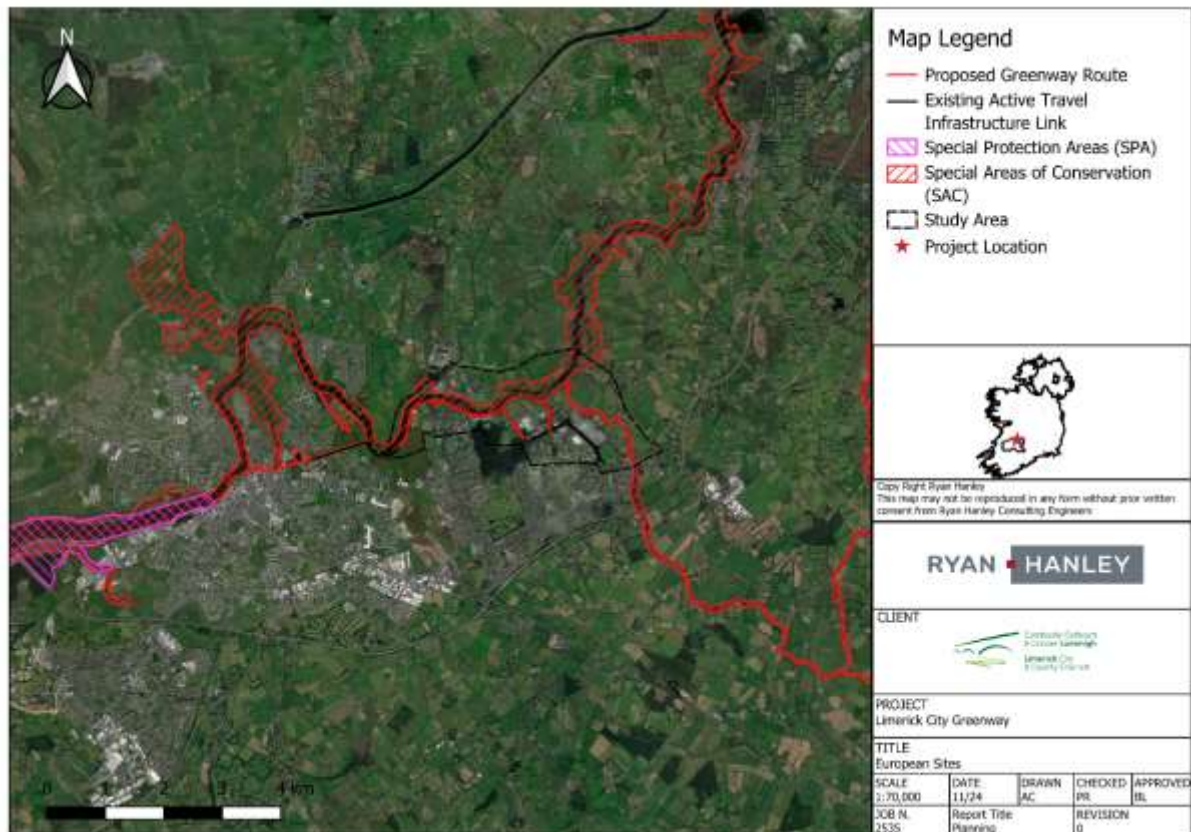 N
0 1 2 3 4 km
Map Legend
Proposed Greenway Route
Existing Active Travel
Infrastructure Link
Special Protection Areas (SPA)
Special Areas of Conservation
(SAC)
Study Area
Project Location
Copy Right Ryan Hanley
This map may not be reproduced in any form without prior written
consent from Ryan Hanley Consulting Engineers
RYAN HANLEY
CLIENT
Limerick City
& County Council
PROJECT
Limerick City Greenway
TITLE
European Sites
SCALE DATE DRAWN CHECKED APPROVED
1:70,000 11/24 AC PR BL
JOB N. Report Title REVISION
2535 Planning 0